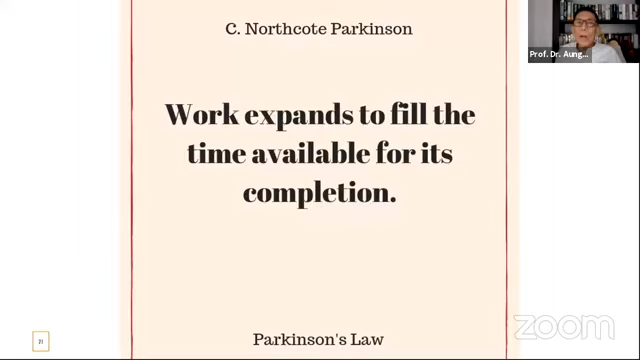 C. Northcote Parkinson
Prof. Dr. Aung...
Work expands to fill the
time available for its
completion.
zoom
Parkinson's Law